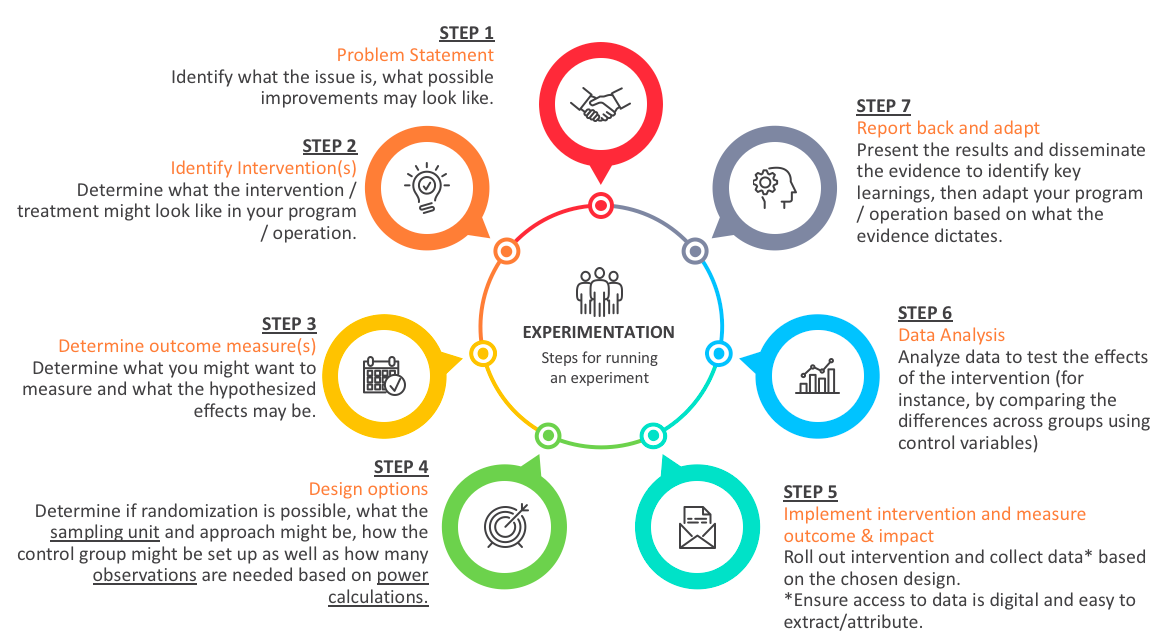 STEP 1
Problem Statement
Identify what the issue is, what possible
improvements may look like.
STEP 2
Identify Intervention(s)
Determine what the intervention /
treatment might look like in your program
/ operation.
STEP 3
Determine outcome measure(s)
Determine what you might want to
measure and what the hypothesized
effects may be.
STEP 4
Design options
Determine if randomization is possible, what the
sampling unit and approach might be, how the
control group might be set up as well as how many
observations are needed based on power
calculations.
EXPERIMENTATION
Steps for running
an experiment
STEP 5
Implement intervention and measure
outcome & impact
Roll out intervention and collect data* based
on the chosen design.
*Ensure access to data is digital and easy to
extract/attribute.
STEP 6
Data Analysis
Analyze data to test the effects
of the intervention (for
instance, by comparing the
differences across groups using
control variables)
STEP 7
Report back and adapt
Present the results and disseminate
the evidence to identify key
learnings, then adapt your program
/ operation based on what the
evidence dictates.